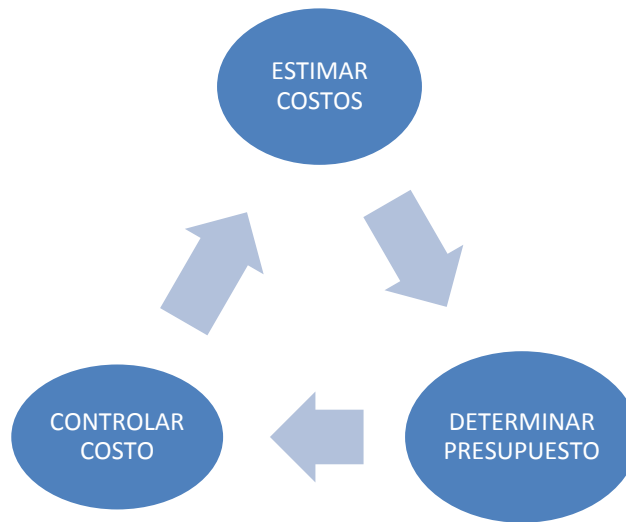 ESTIMAR
COSTOS
DETERMINAR
PRESUPUESTO
CONTROLAR
COSTO